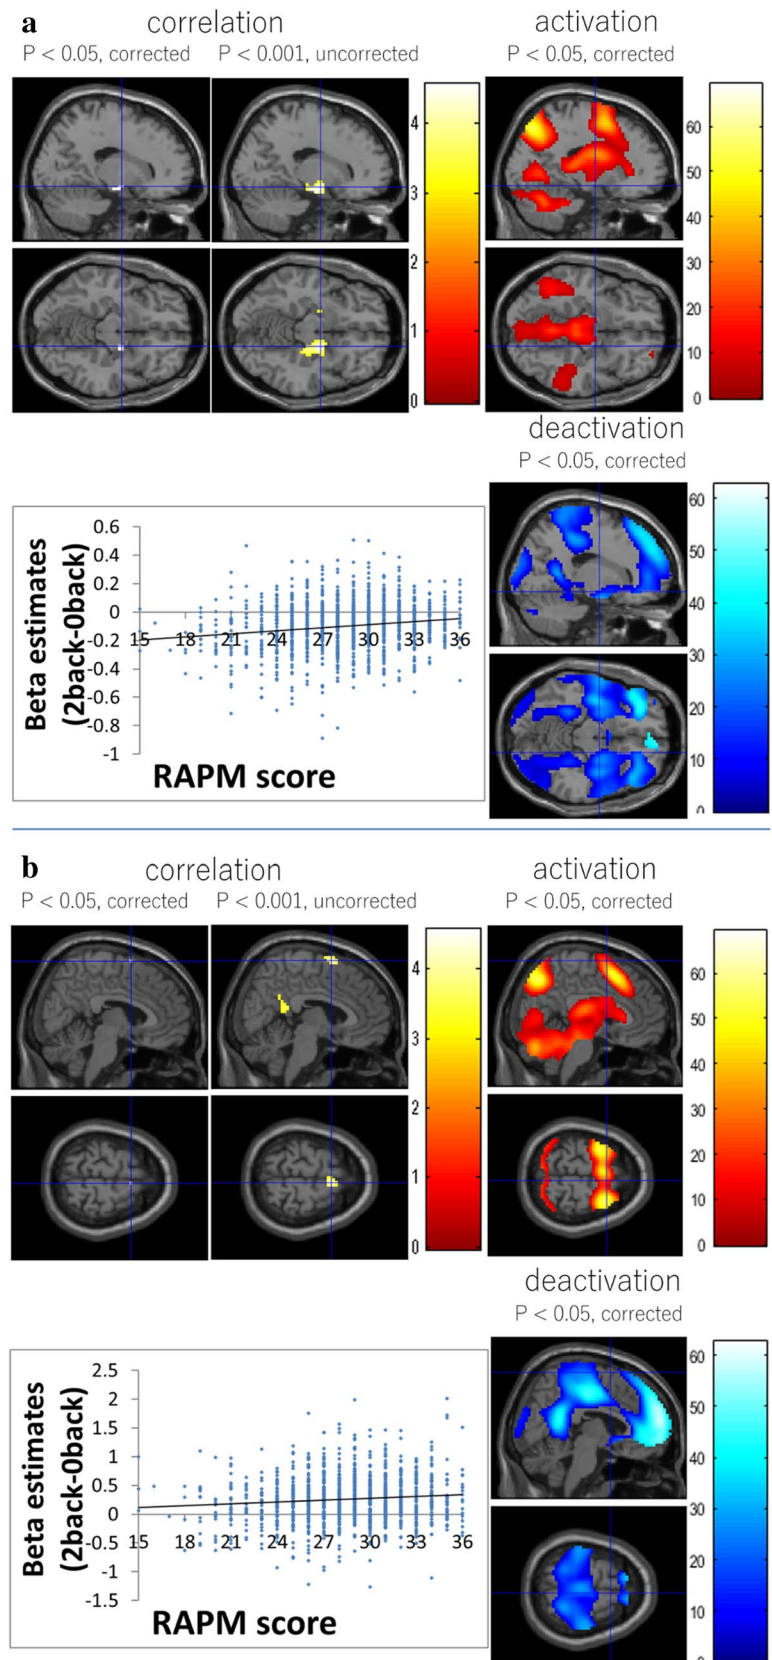 a
correlation
activation
P < 0.05, corrected
P < 0.001, uncorrected
P < 0.05, corrected
4
3
2
1
0
60
50
40
30
20
10
0
deactivation
P < 0.05, corrected
60
50
40
30
20
10
0
Beta estimates
(2back-0back)
0.6
0.4
0.2
0
-0.2
-0.4
-0.6
-0.8
-1
15 18 21 24 27 30 33 36
RAPM score
b
correlation
activation
P < 0.05, corrected
P < 0.001, uncorrected
P < 0.05, corrected
4
3
2
1
0
60
50
40
30
20
10
0
deactivation
P < 0.05, corrected
60
50
40
30
20
10
0
Beta estimates
(2back-0back)
2.5
2
1.5
1
0.5
0
-0.5
-1
-1.5
15 18 21 24 27 30 33 36
RAPM score